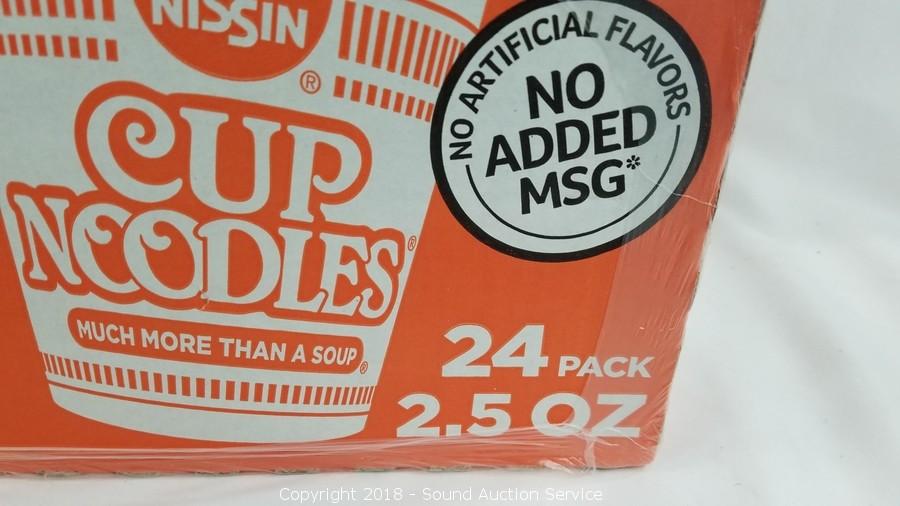 NISSIN
®
CUP
NOODLES®
MUCH MORE THAN A SOUP®
NO ARTIFICIAL FLAVORS
NO
ADDED
MSG*
24 PACK
2.5 OZ
Copyright 2018 - Sound Auction Service